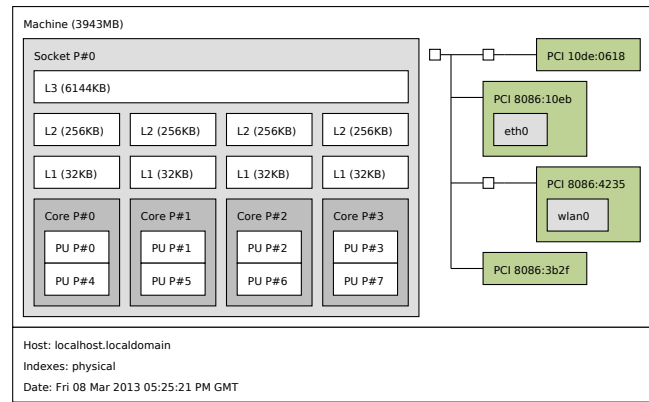 Machine (3943MB)
Socket P#0
L3 (6144KB)
L2 (256KB) L2 (256KB) L2 (256KB) L2 (256KB)
L1 (32KB) L1 (32KB) L1 (32KB) L1 (32KB)
Core P#0 Core P#1 Core P#2 Core P#3
PU P#0 PU P#1 PU P#2 PU P#3
PU P#4 PU P#5 PU P#6 PU P#7
PCI 10de:0618
PCI 8086:10eb
eth0
PCI 8086:4235
wlan0
PCI 8086:3b2f
Host: localhost.localdomain
Indexes: physical
Date: Fri 08 Mar 2013 05:25:21 PM GMT